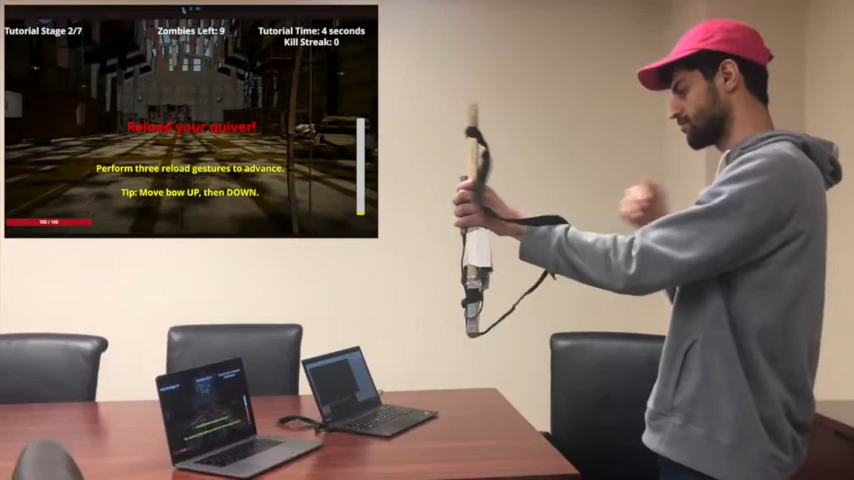 Tutorial Stage 2/7
Zombies Left: 9
Tutorial Time: 4 seconds
Kill Streak: 0
Reload your quiver!
Perform three reload gestures to advance.
Tip: Move bow UP, then DOWN.
100 / 100